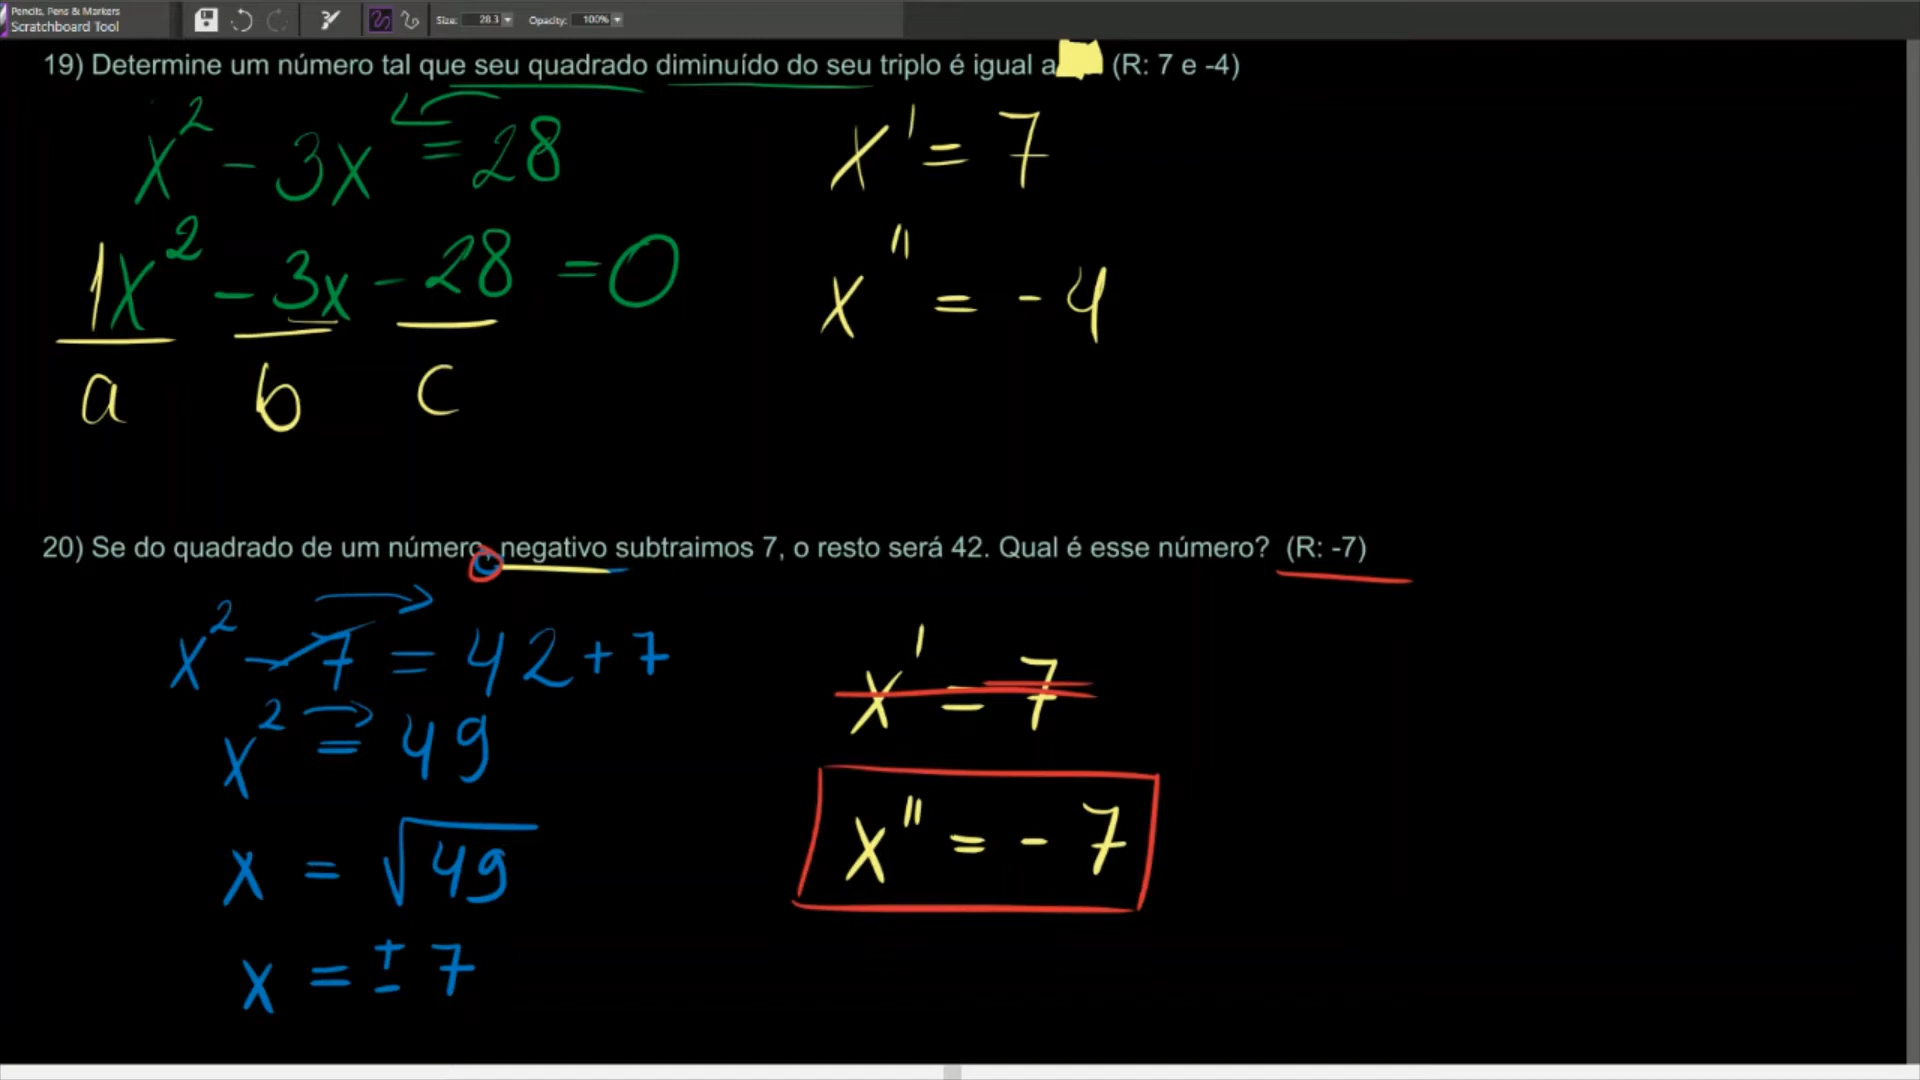 Pencils, Pens & Markers
Scratchboard Tool
Size: 28.3 Opacity: 100%
19) Determine um número tal que seu quadrado diminuído do seu triplo é igual a (R: 7 e -4)
x² - 3x = 28
1x² - 3x - 28 = 0
a b c
x' = 7
x'' = - 4
20) Se do quadrado de um número, negativo subtraimos 7, o resto será 42. Qual é esse número? (R: -7)
x² - 7 = 42 + 7
x² = 49
x = √49
x = ± 7
x' = 7
x'' = - 7